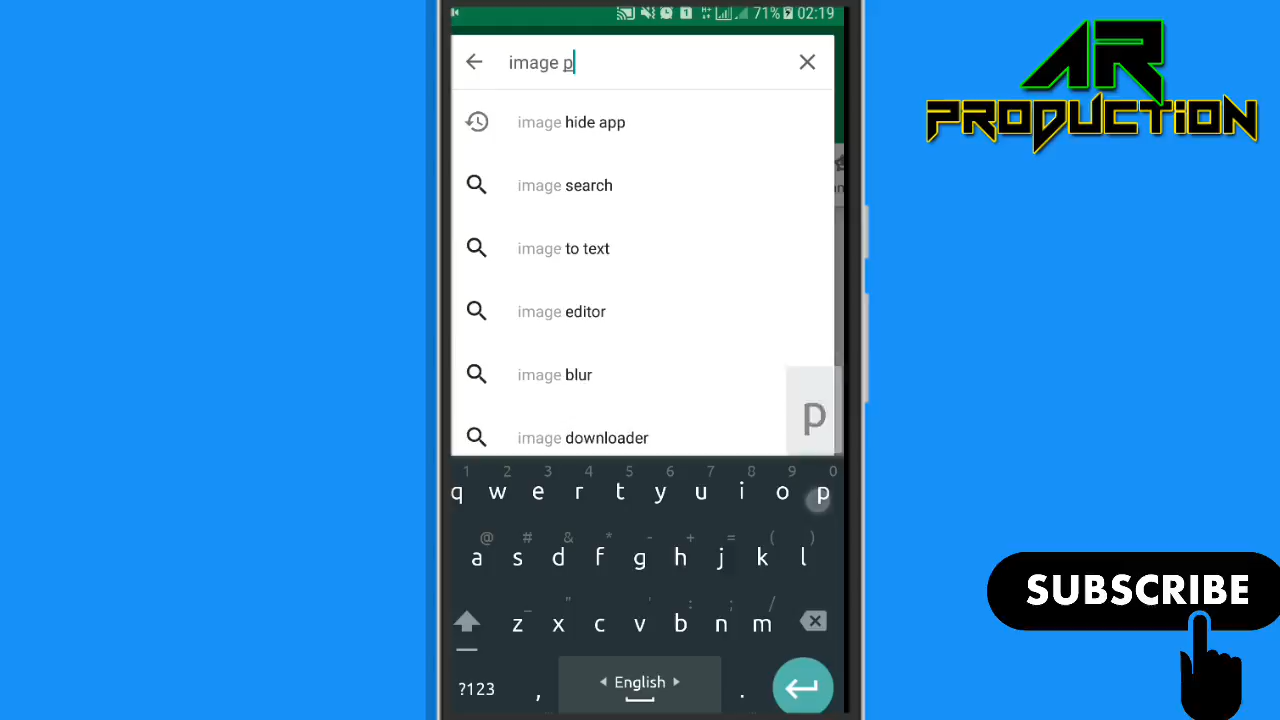 1 71% 02:19
AR
PRODUCTION
image p
image hide app
image search
image to text
image editor
image blur
image downloader
p
1 2 3 4 5 6 7 8 9 0
q w e r t y u i o p
@ # & * - + = ( )
a s d f g h j k l
_ " ' : ; /
z x c v b n m
?123 , English .
SUBSCRIBE